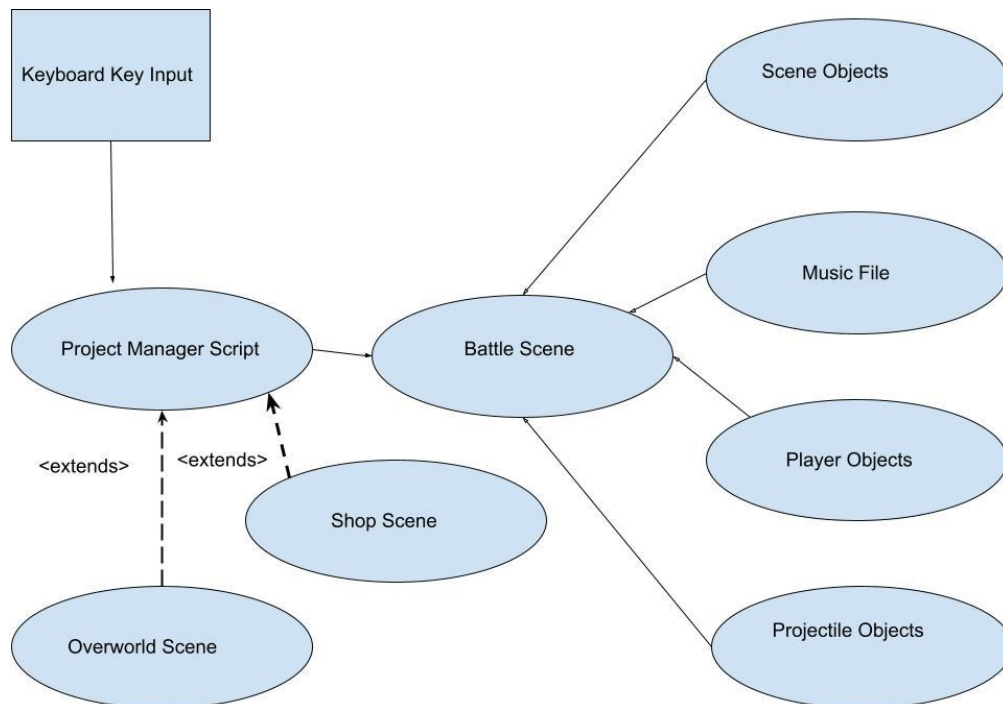 Keyboard Key Input
Scene Objects
Music File
Project Manager Script
Battle Scene
<extends>
<extends>
Player Objects
Shop Scene
Overworld Scene
Projectile Objects